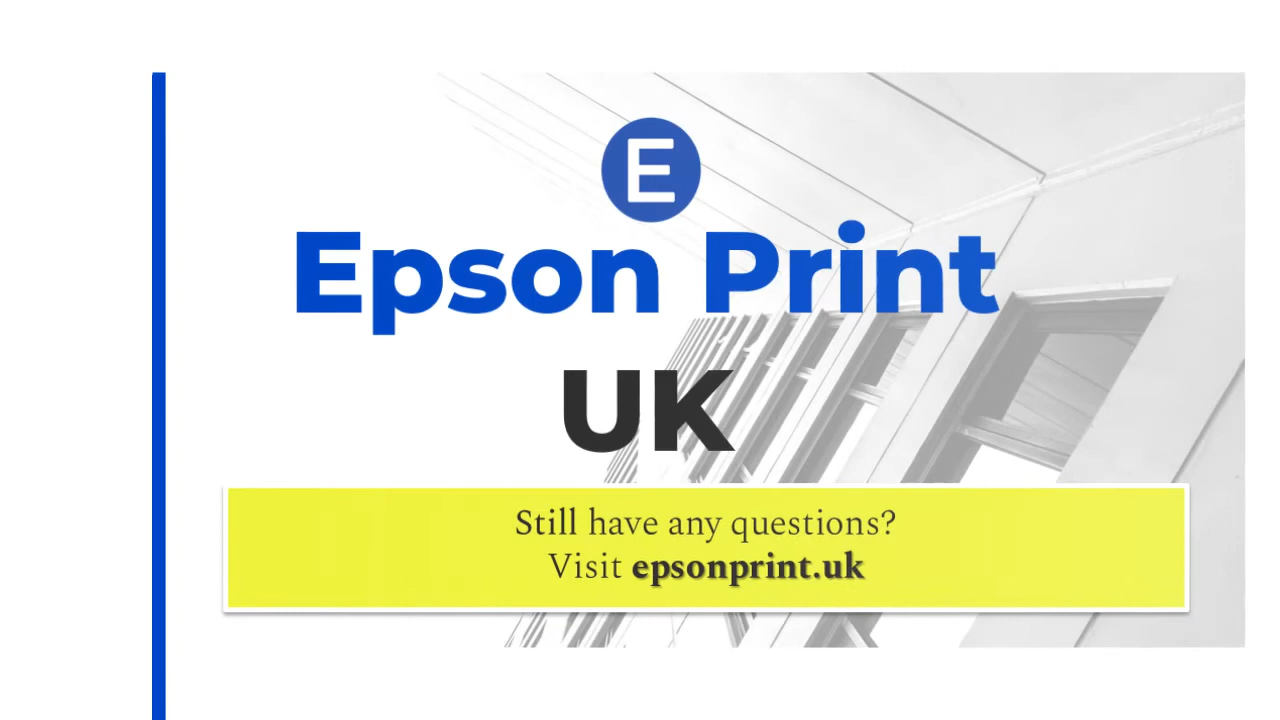 E
Epson Print
UK
Still have any questions?
Visit epsonprint.uk